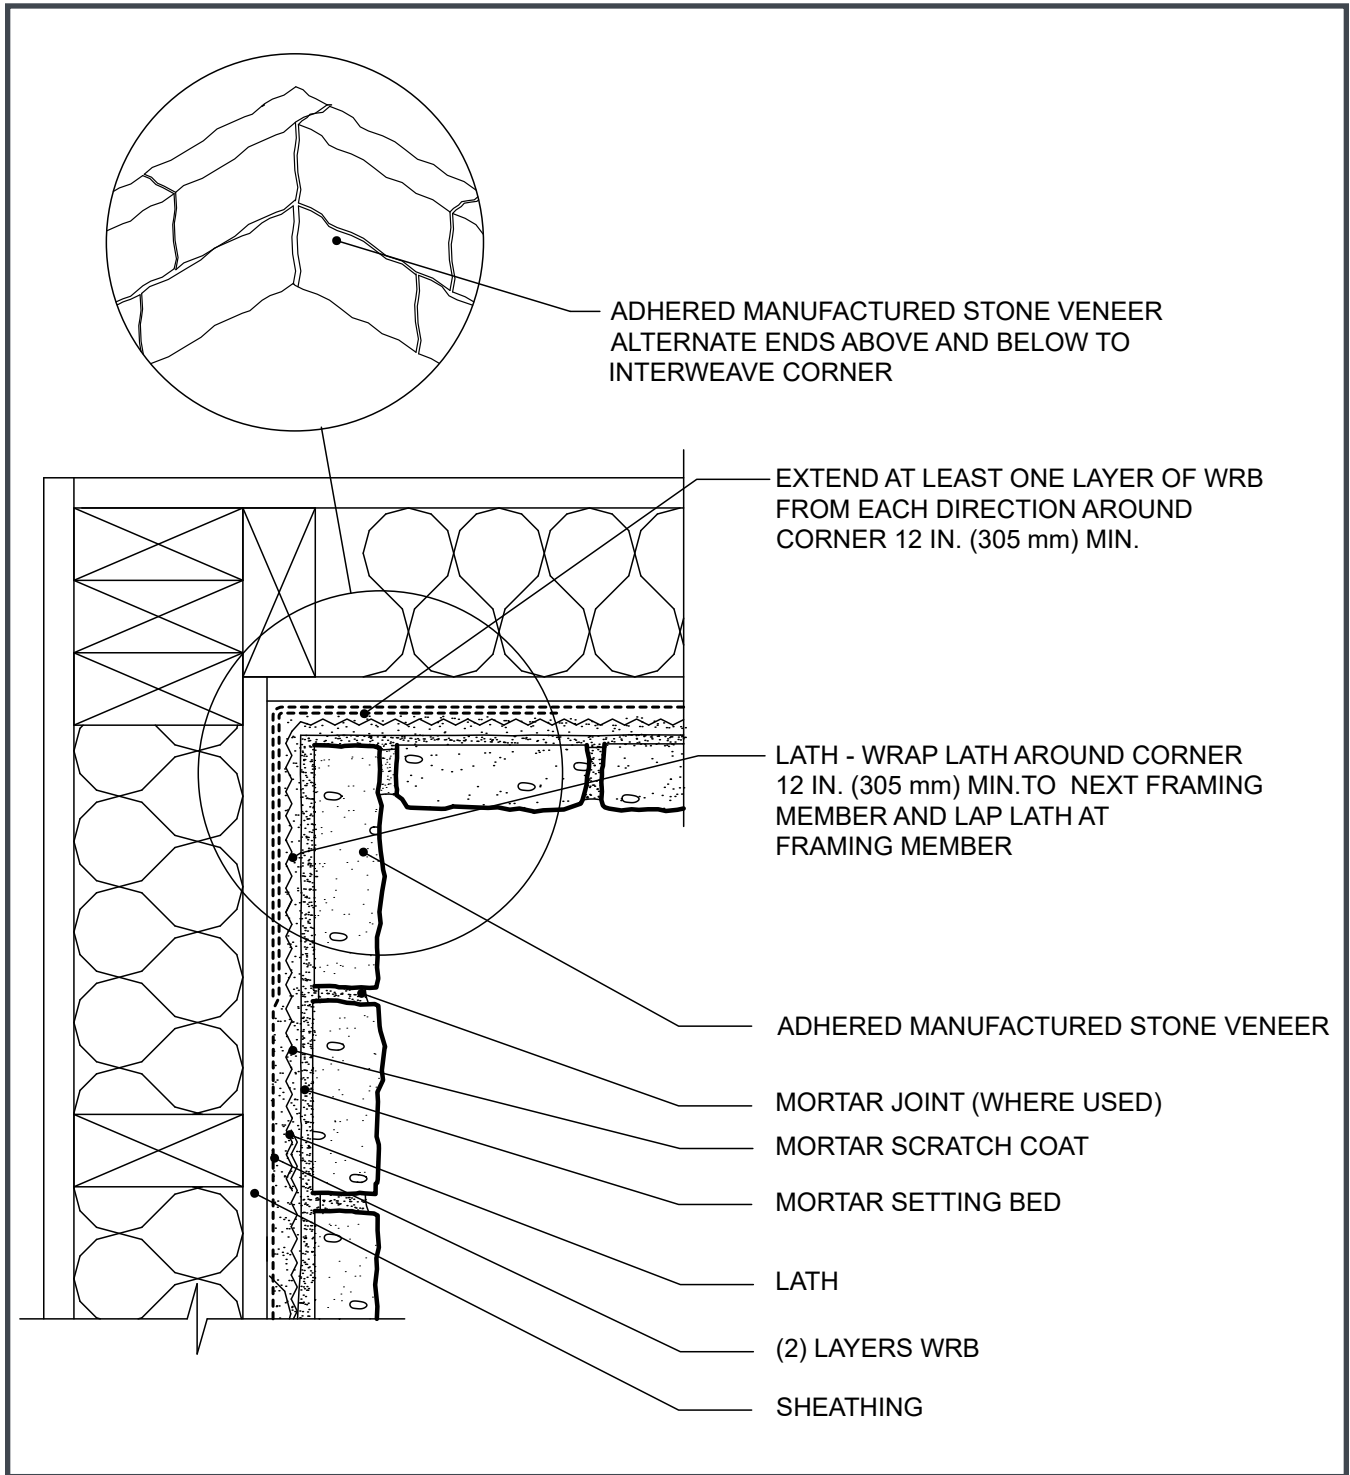 ADHERED MANUFACTURED STONE VENEER
ALTERNATE ENDS ABOVE AND BELOW TO
INTERWEAVE CORNER
EXTEND AT LEAST ONE LAYER OF WRB
FROM EACH DIRECTION AROUND
CORNER 12 IN. (305 mm) MIN.
LATH - WRAP LATH AROUND CORNER
12 IN. (305 mm) MIN.TO NEXT FRAMING
MEMBER AND LAP LATH AT
FRAMING MEMBER
ADHERED MANUFACTURED STONE VENEER
MORTAR JOINT (WHERE USED)
MORTAR SCRATCH COAT
MORTAR SETTING BED
LATH
(2) LAYERS WRB
SHEATHING